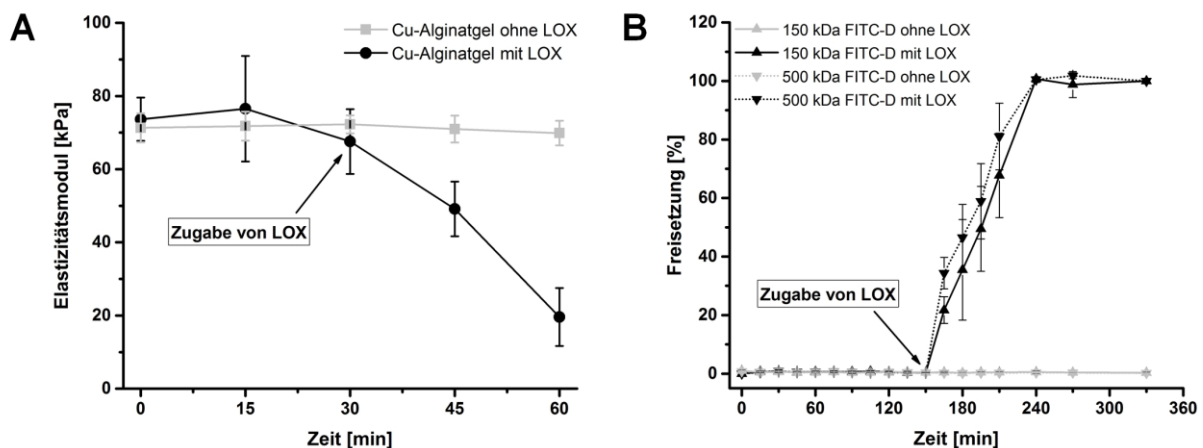 A
Cu-Alginatgel ohne LOX
Cu-Alginatgel mit LOX
Elastizitätsmodul [kPa]
100
80
60
40
20
0
Zugabe von LOX
0 15 30 45 60
Zeit [min]
B
150 kDa FITC-D ohne LOX
150 kDa FITC-D mit LOX
500 kDa FITC-D ohne LOX
500 kDa FITC-D mit LOX
Freisetzung [%]
120
100
80
60
40
20
0
Zugabe von LOX
0 60 120 180 240 300 360
Zeit [min]